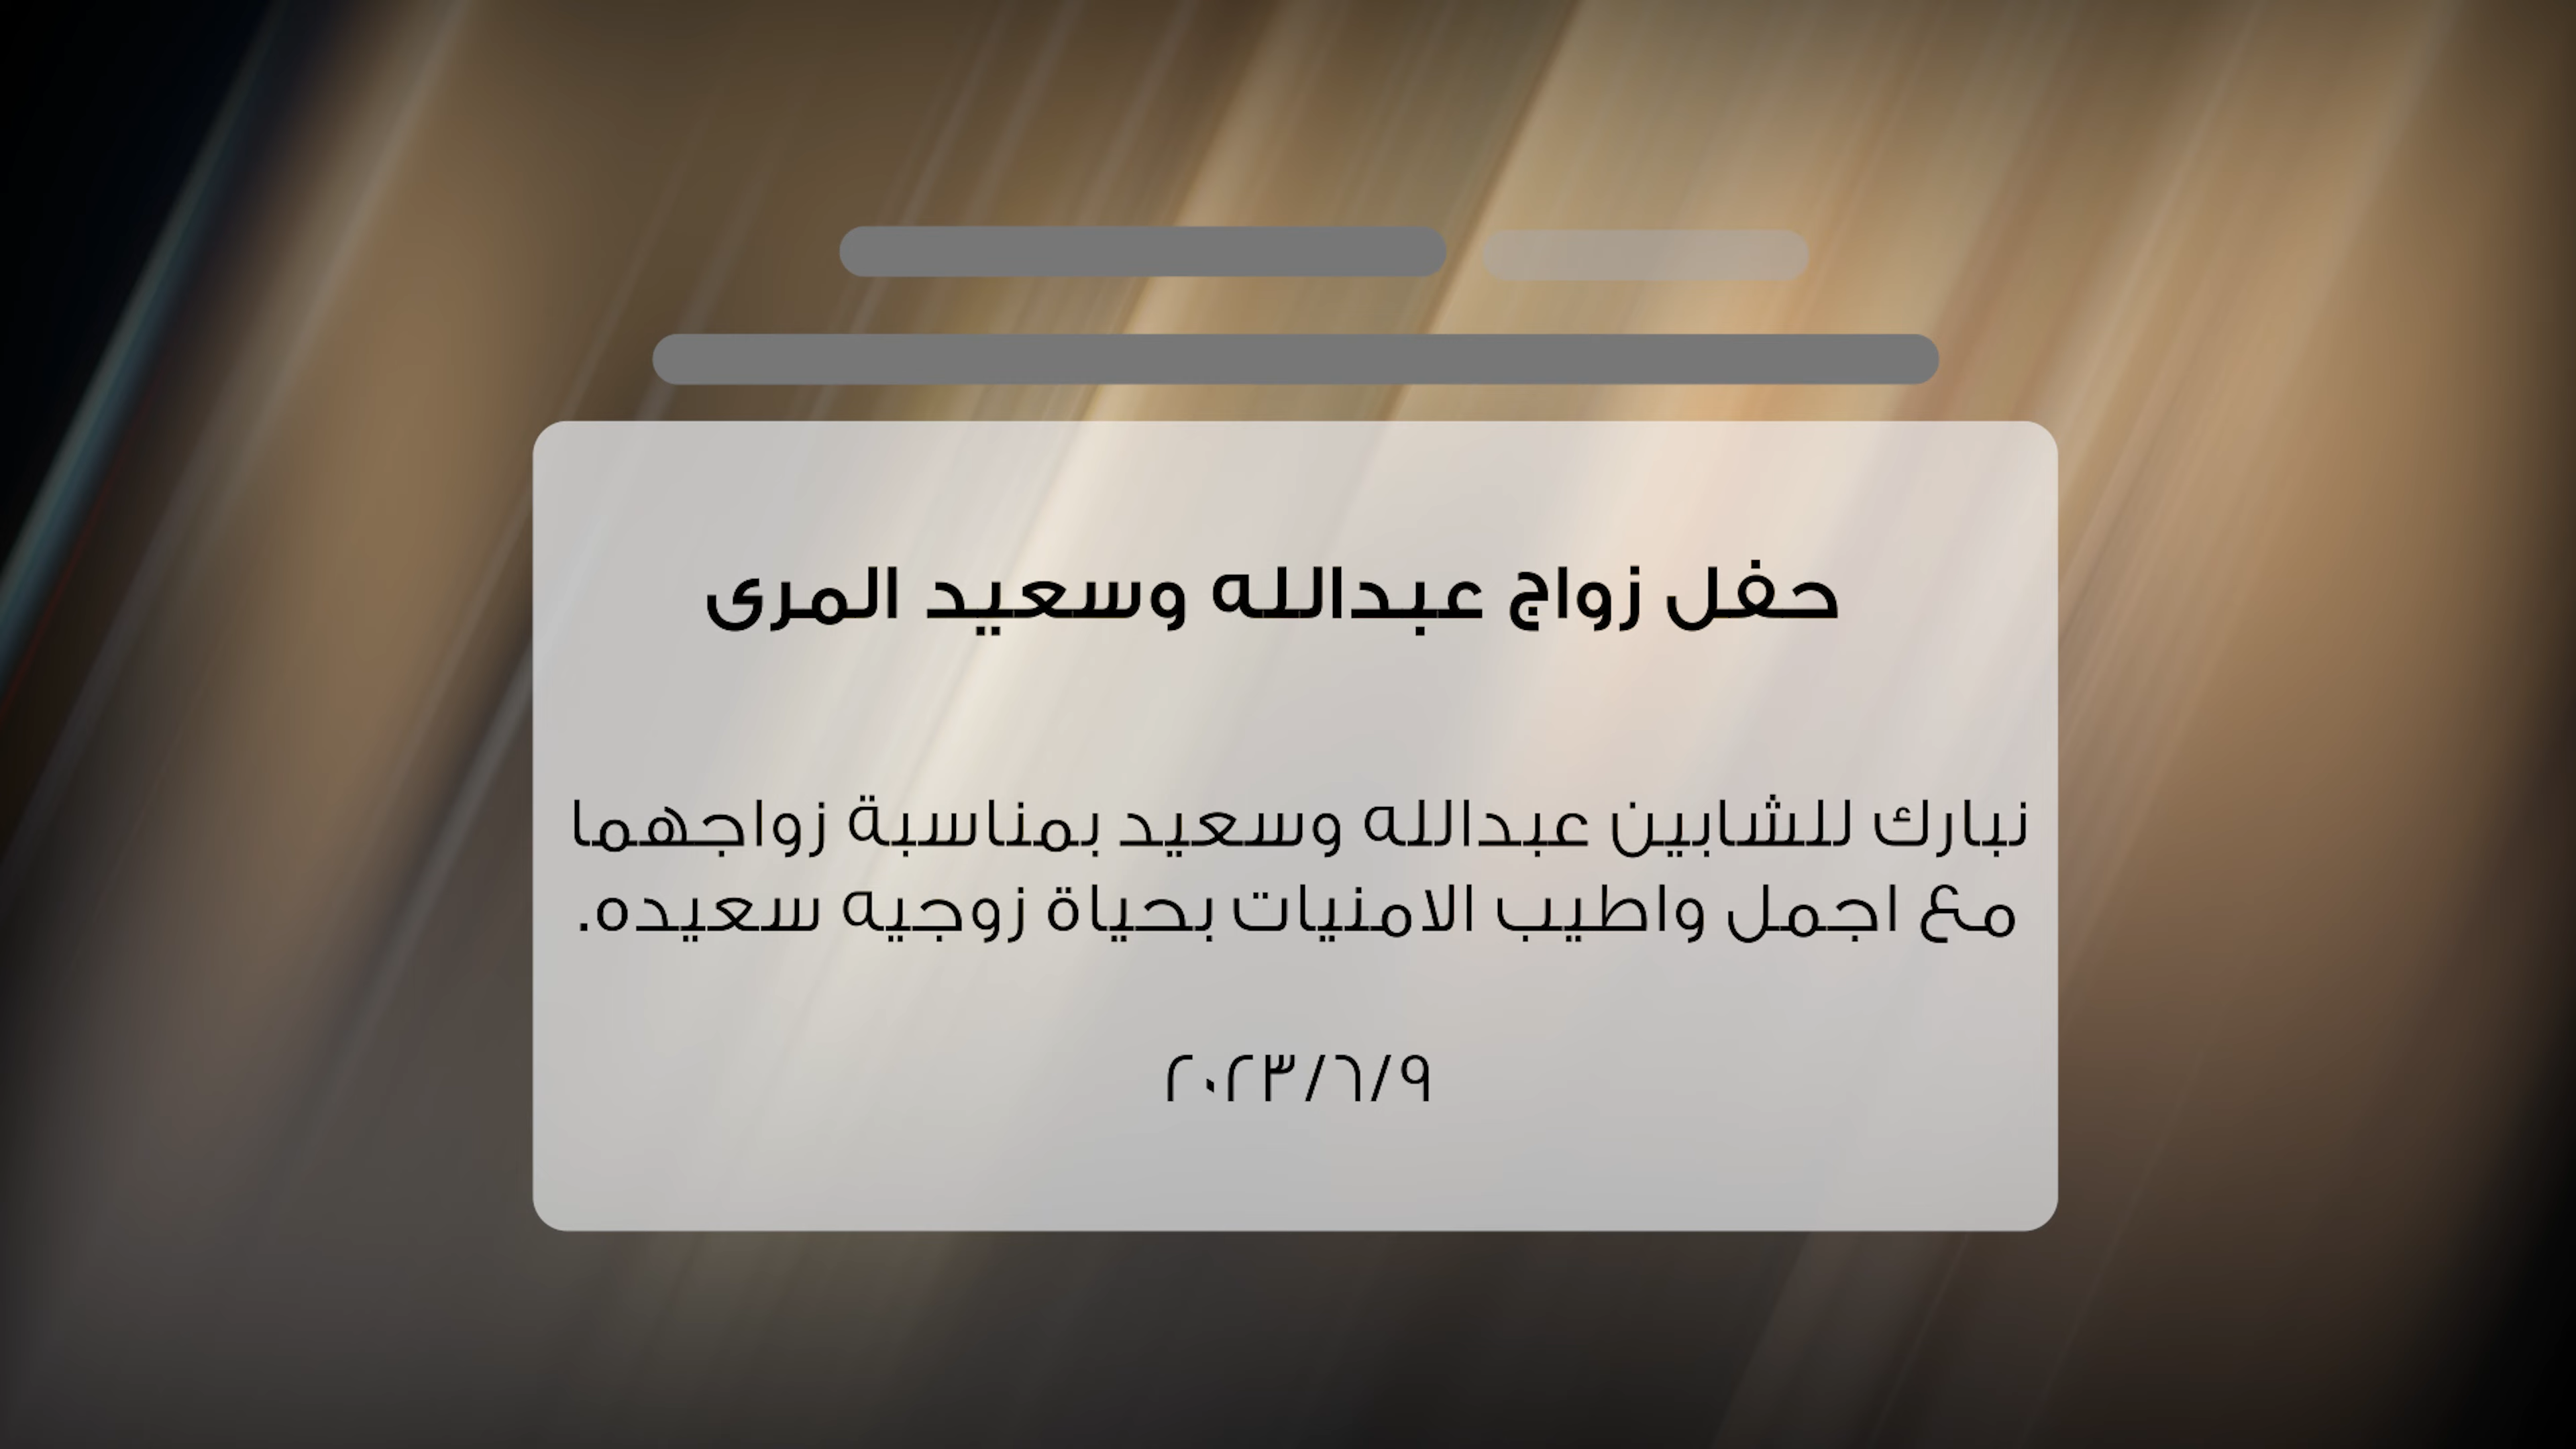 حفل زواج عبدالله وسعيد المرى
نبارك للشابين عبدالله وسعيد بمناسبة زواجهما
مع اجمل واطيب الامنيات بحياة زوجيه سعيده.
٢٠٢٣/٦/٩